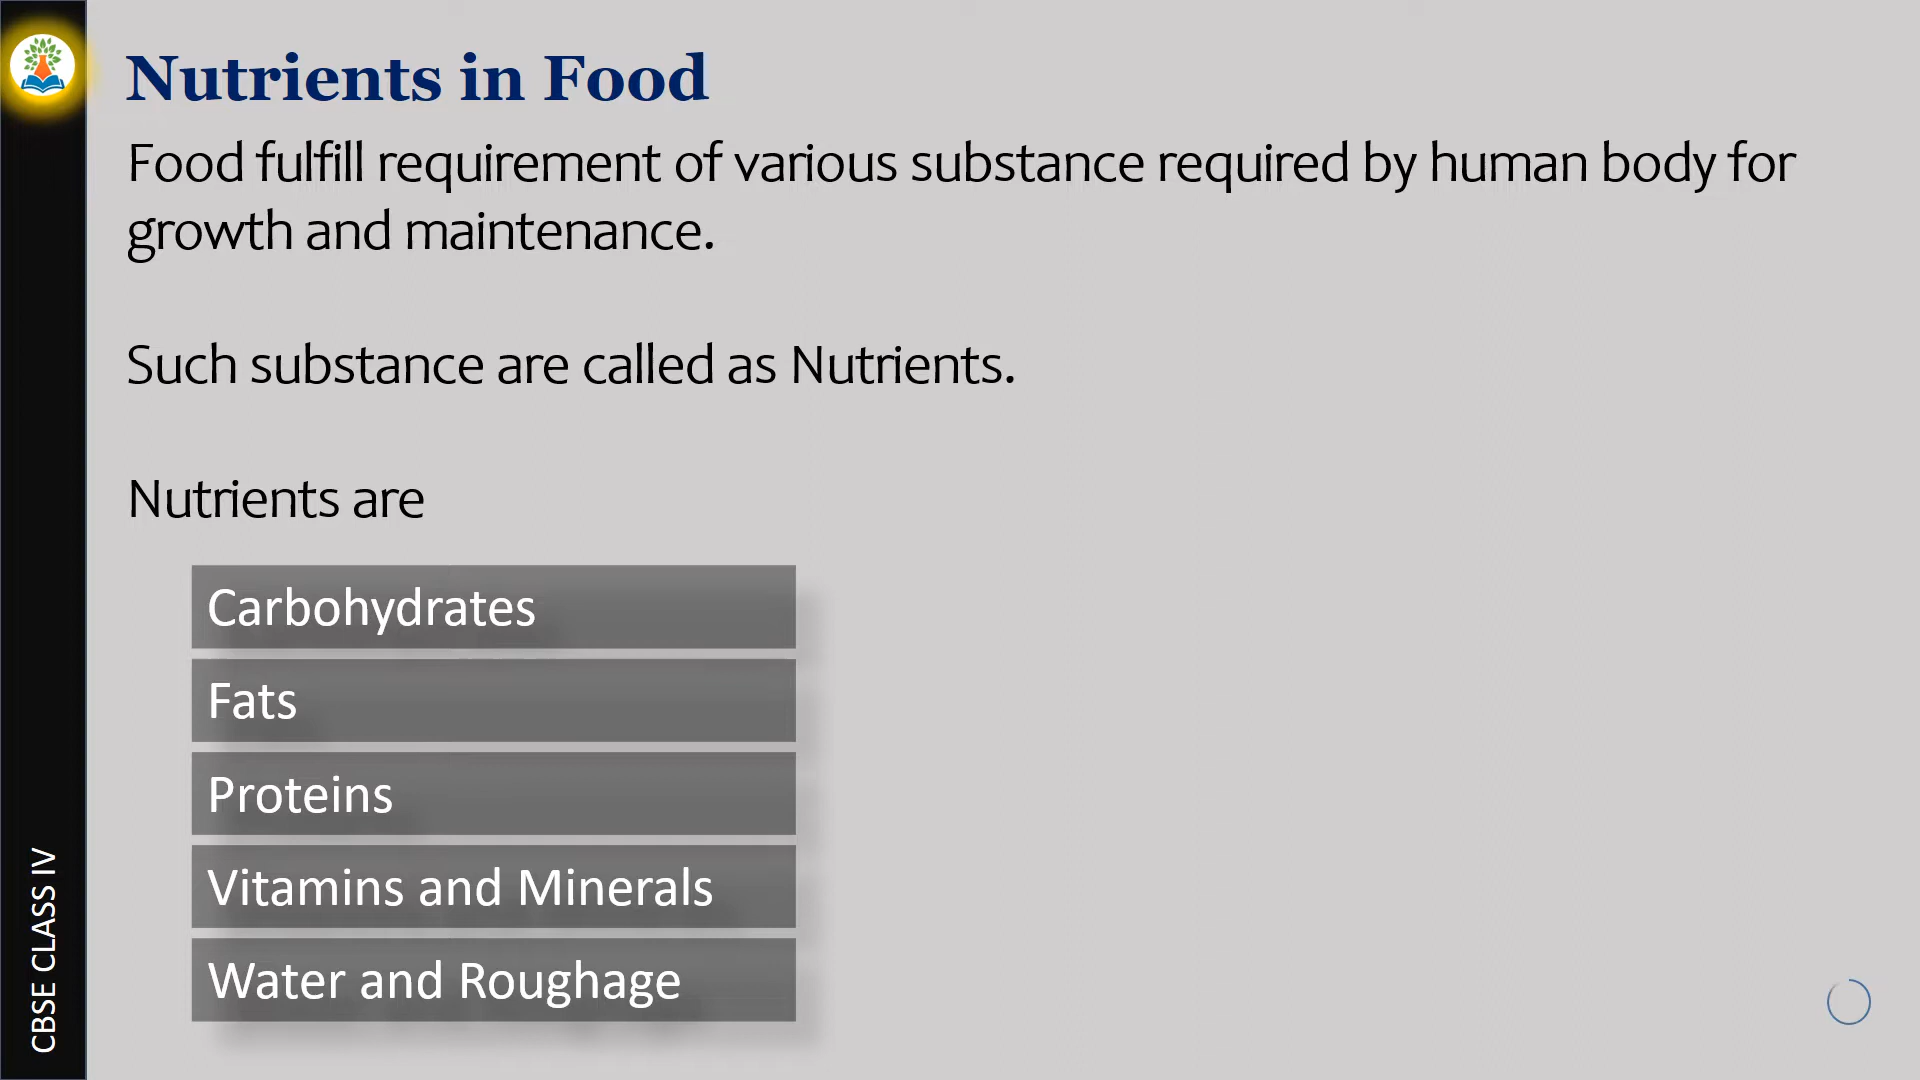 Nutrients in Food
Food fulfill requirement of various substance required by human body for
growth and maintenance.
Such substance are called as Nutrients.
Nutrients are
Carbohydrates
Fats
Proteins
Vitamins and Minerals
Water and Roughage
CBSE CLASS IV